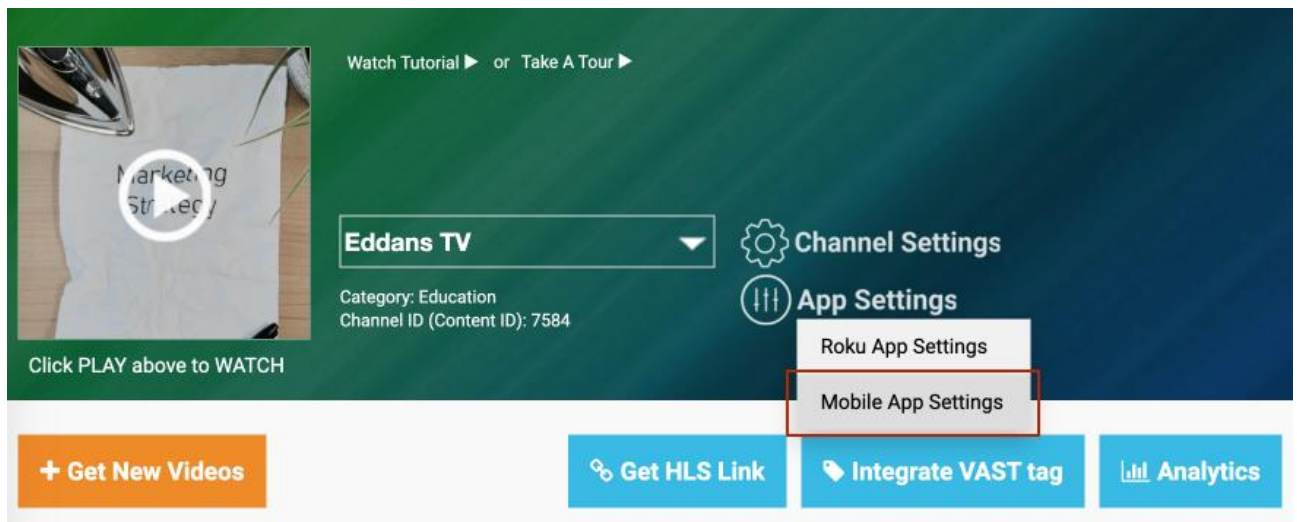 Watch Tutorial ▶ or Take A Tour ▶
Marketing
Strategy
Eddans TV
Channel Settings
Category: Education
Channel ID (Content ID): 7584
App Settings
Roku App Settings
Mobile App Settings
Click PLAY above to WATCH
+ Get New Videos
Get HLS Link
Integrate VAST tag
Analytics